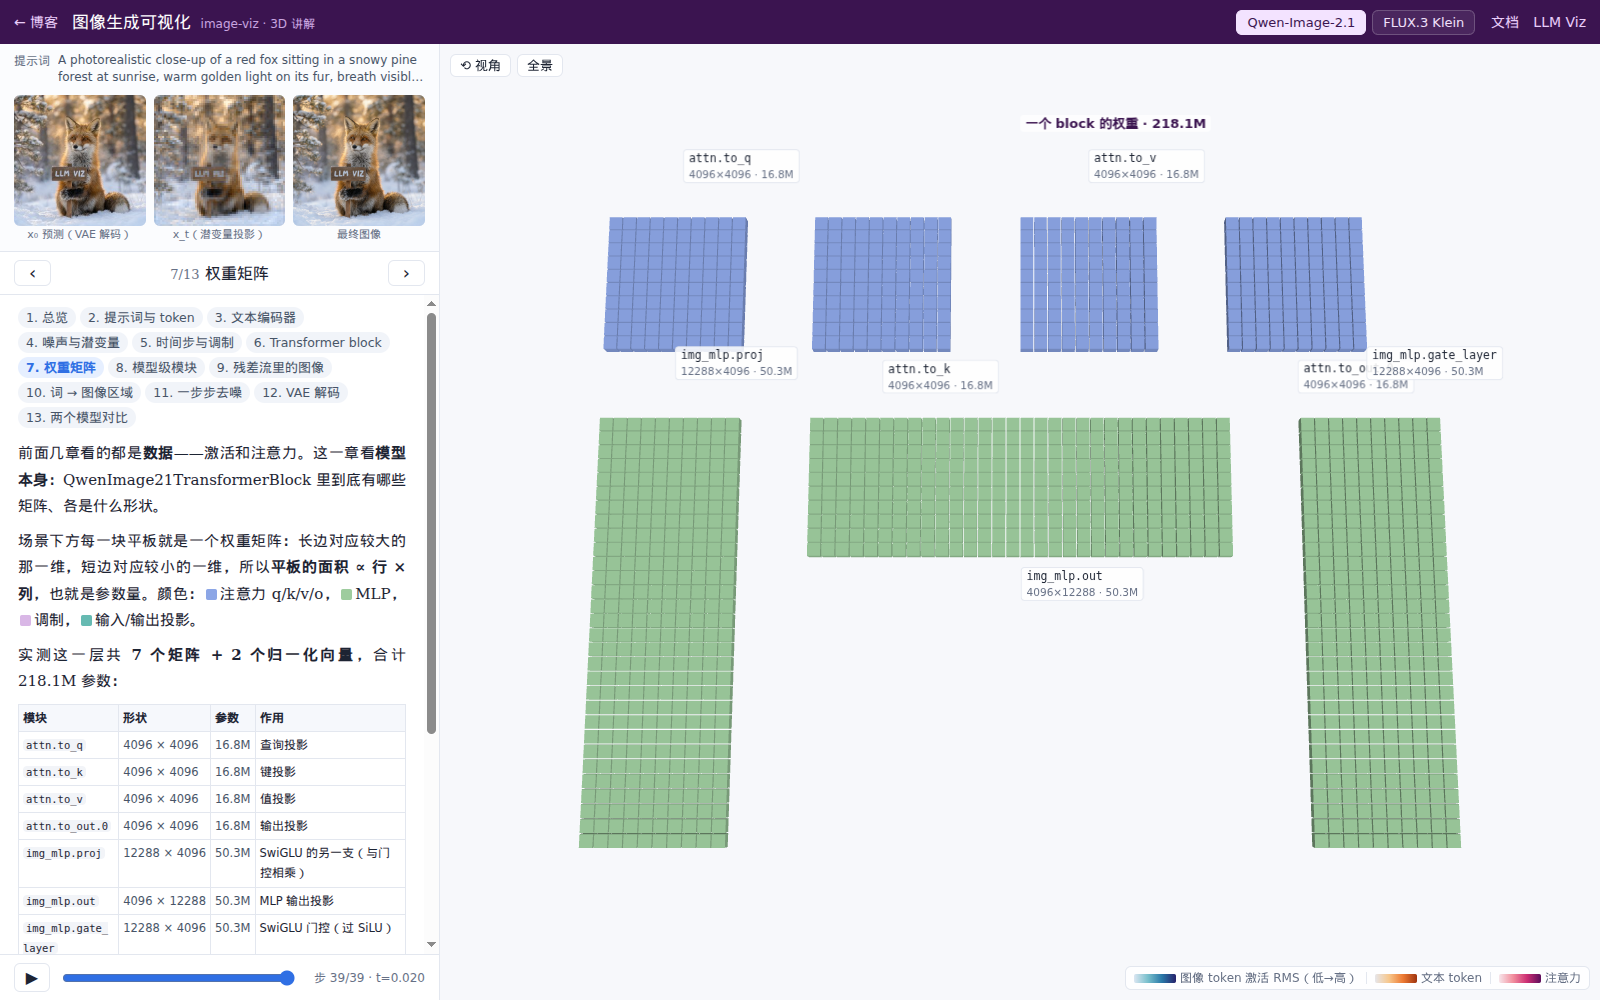 ← 博客 图像生成可视化 image-viz · 3D 讲解
Qwen-Image-2.1 FLUX.3 Klein 文档 LLM Viz
提示词 A photorealistic close-up of a red fox sitting in a snowy pine
forest at sunrise, warm golden light on its fur, breath visibl…
LLM VIZ LLM VIZ LLM VIZ
x₀ 预测（VAE 解码） x_t（潜变量投影） 最终图像
‹ 7/13 权重矩阵 ›
1. 总览 2. 提示词与 token 3. 文本编码器
4. 噪声与潜变量 5. 时间步与调制 6. Transformer block
7. 权重矩阵 8. 模型级模块 9. 残差流里的图像
10. 词 → 图像区域 11. 一步步去噪 12. VAE 解码
13. 两个模型对比
前面几章看的都是数据——激活和注意力。这一章看模型
本身：QwenImage21TransformerBlock 里到底有哪些
矩阵、各是什么形状。
场景下方每一块平板就是一个权重矩阵：长边对应较大的
那一维，短边对应较小的一维，所以平板的面积 ∝ 行 ×
列，也就是参数量。颜色：注意力 q/k/v/o，MLP，
调制，输入/输出投影。
实测这一层共 7 个矩阵 + 2 个归一化向量，合计
218.1M 参数：
模块 形状 参数 作用
attn.to_q 4096 × 4096 16.8M 查询投影
attn.to_k 4096 × 4096 16.8M 键投影
attn.to_v 4096 × 4096 16.8M 值投影
attn.to_out.0 4096 × 4096 16.8M 输出投影
img_mlp.proj 12288 × 4096 50.3M SwiGLU 的另一支（与门
控相乘）
img_mlp.out 4096 × 12288 50.3M MLP 输出投影
img_mlp.gate_ 12288 × 4096 50.3M SwiGLU 门控（过 SiLU）
layer
▶ 步 39/39 · t=0.020
⟲ 视角 全景
一个 block 的权重 · 218.1M
attn.to_q
4096×4096 · 16.8M
attn.to_v
4096×4096 · 16.8M
img_mlp.proj
12288×4096 · 50.3M
attn.to_k
4096×4096 · 16.8M
attn.to_o
4096×4096 · 16.8M
img_mlp.gate_layer
12288×4096 · 50.3M
img_mlp.out
4096×12288 · 50.3M
图像 token 激活 RMS（低→高） 文本 token 注意力